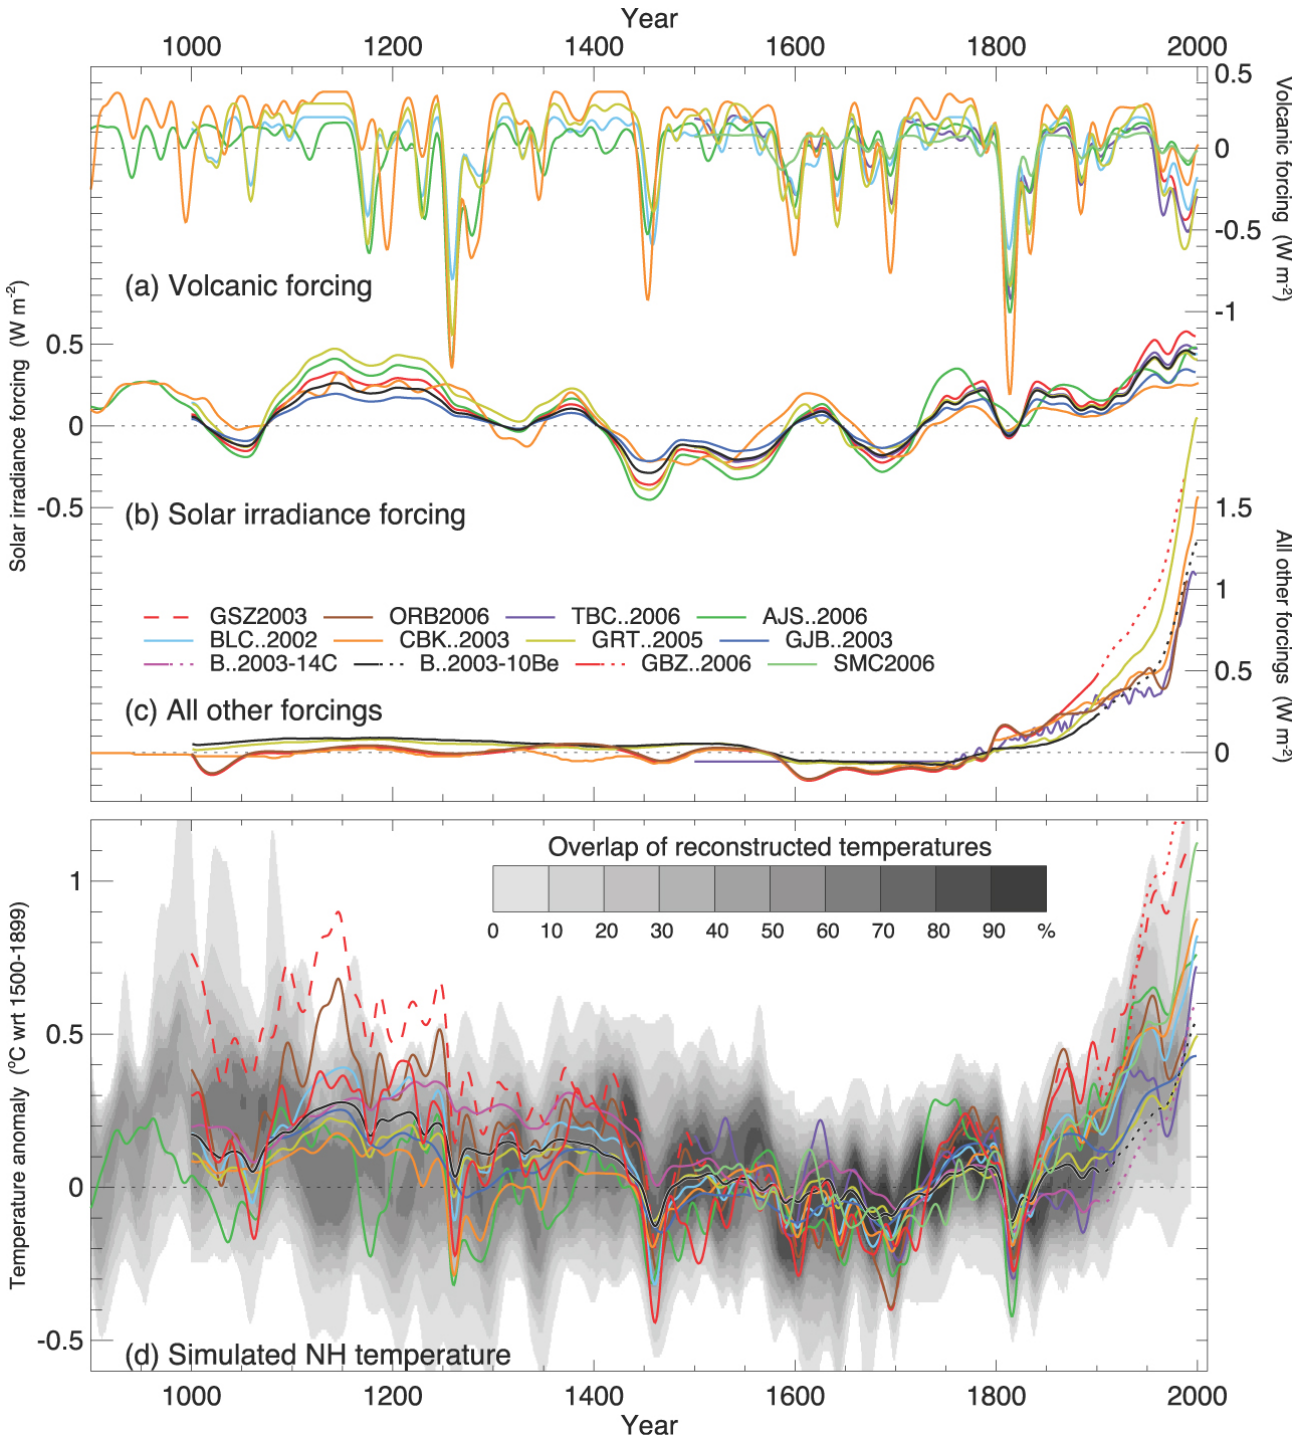 Year
1000 1200 1400 1600 1800 2000
0.5
0
-0.5
-1
Volcanic forcing (W m-2)
(a) Volcanic forcing
Solar irradiance forcing (W m-2)
0.5
0
-0.5
(b) Solar irradiance forcing
1.5
1
0.5
0
All other forcings (W m-2)
GSZ2003 ORB2006 TBC..2006 AJS..2006
BLC..2002 CBK..2003 GRT..2005 GJB..2003
B..2003-14C B..2003-10Be GBZ..2006 SMC2006
(c) All other forcings
Overlap of reconstructed temperatures
0 10 20 30 40 50 60 70 80 90 %
Temperature anomaly (°C wrt 1500-1899)
1
0.5
0
-0.5
(d) Simulated NH temperature
1000 1200 1400 1600 1800 2000
Year